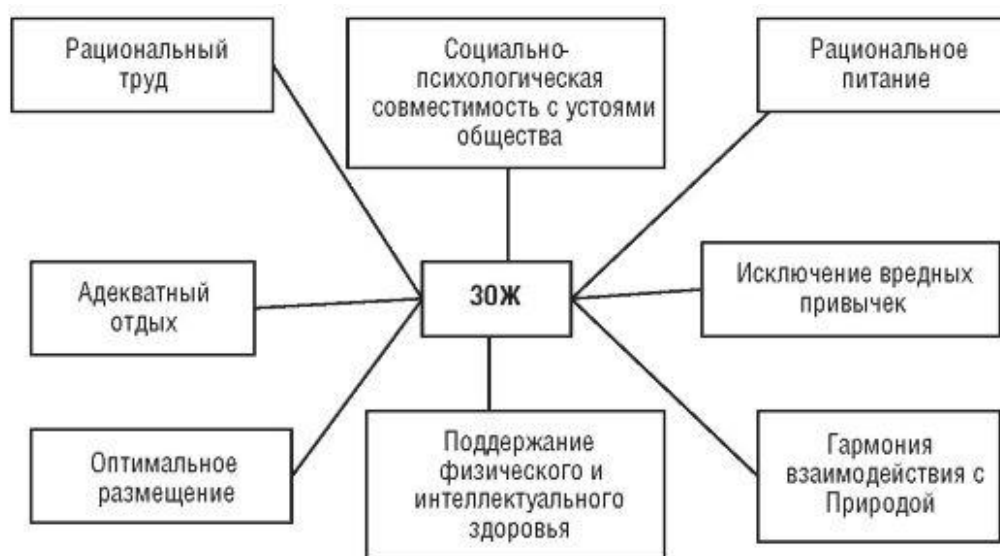 Рациональный
труд
Социально-
психологическая
совместимость с устоями
общества
Рациональное
питание
Адекватный
отдых
ЗОЖ
Исключение вредных
привычек
Оптимальное
размещение
Поддержание
физического и
интеллектуального
здоровья
Гармония
взаимодействия с
Природой